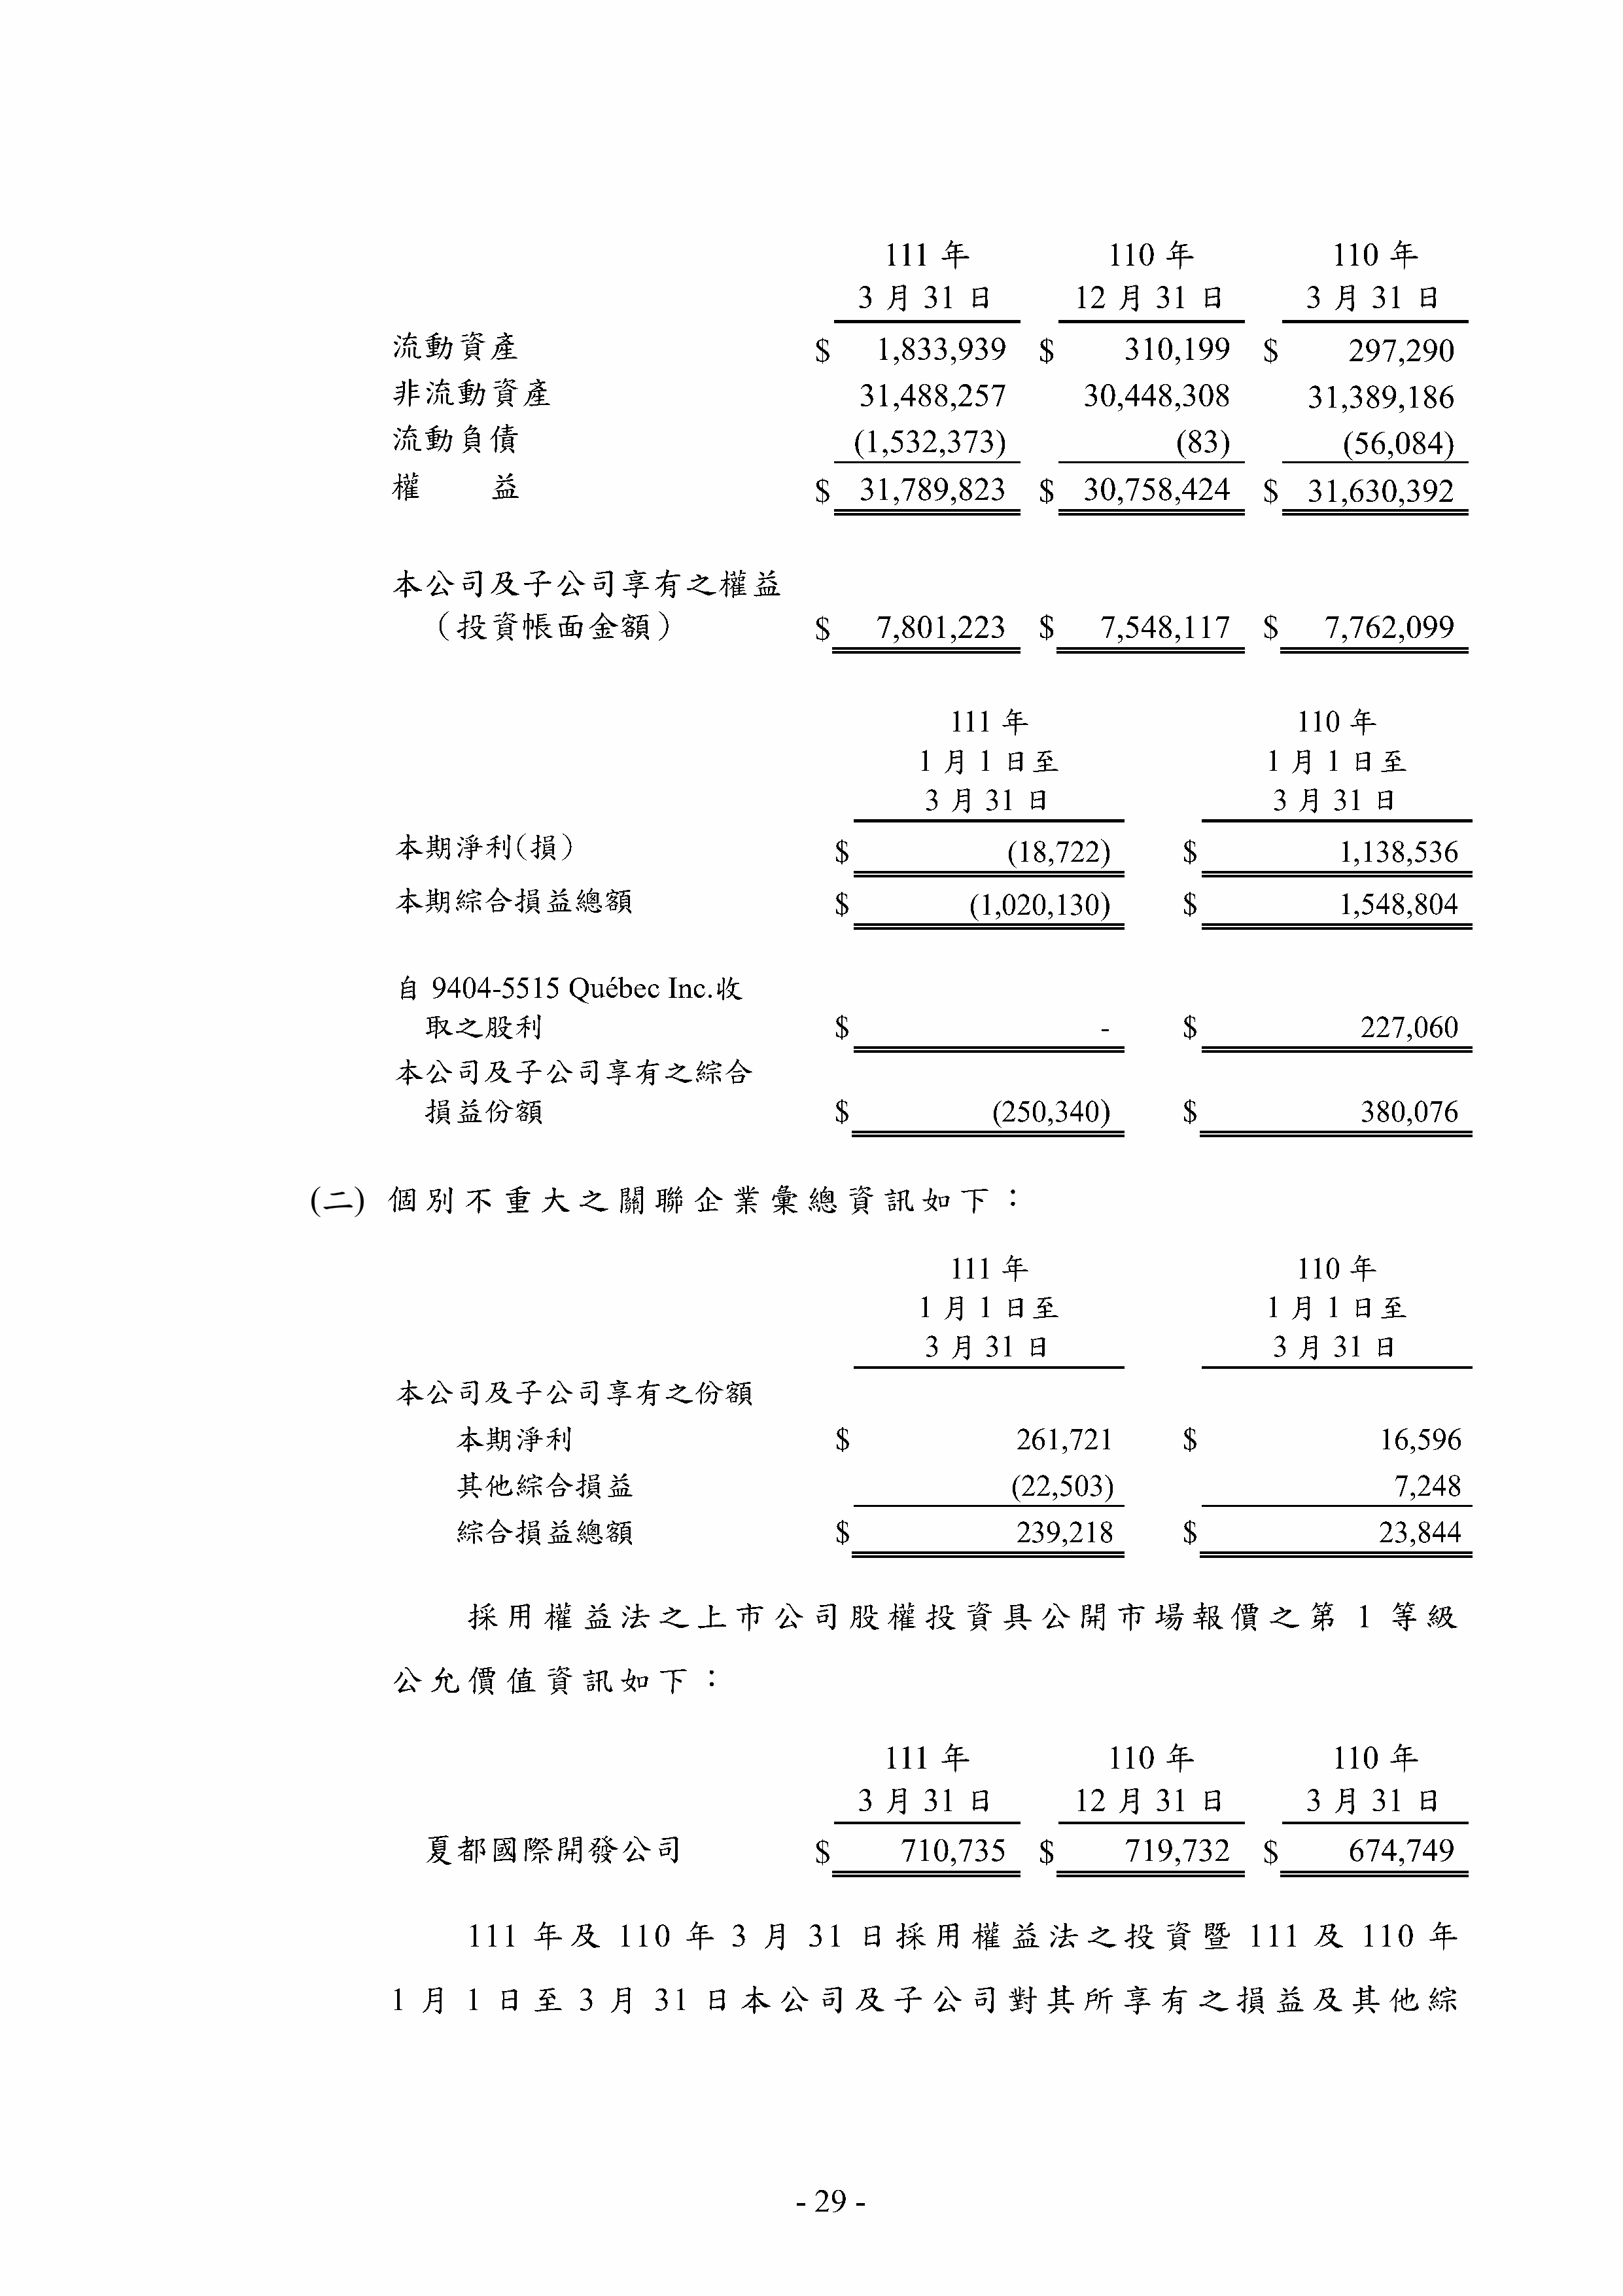 111 年 110 年 110 年
3 月 31 日 12 月 31 日 3 月 31 日
流動資產 $ 1,833,939 $ 310,199 $ 297,290
非流動資產 31,488,257 30,448,308 31,389,186
流動負債 (1,532,373) (83) (56,084)
權 益 $ 31,789,823 $ 30,758,424 $ 31,630,392
本公司及子公司享有之權益
（投資帳面金額） $ 7,801,223 $ 7,548,117 $ 7,762,099
111 年 110 年
1 月 1 日至 1 月 1 日至
3 月 31 日 3 月 31 日
本期淨利(損) $ (18,722) $ 1,138,536
本期綜合損益總額 $ (1,020,130) $ 1,548,804
自 9404-5515 Québec Inc.收
取之股利 $ - $ 227,060
本公司及子公司享有之綜合
損益份額 $ (250,340) $ 380,076
(二) 個別不重大之關聯企業彙總資訊如下：
111 年 110 年
1 月 1 日至 1 月 1 日至
3 月 31 日 3 月 31 日
本公司及子公司享有之份額
本期淨利 $ 261,721 $ 16,596
其他綜合損益 (22,503) 7,248
綜合損益總額 $ 239,218 $ 23,844
採用權益法之上市公司股權投資具公開市場報價之第 1 等級
公允價值資訊如下：
111 年 110 年 110 年
3 月 31 日 12 月 31 日 3 月 31 日
夏都國際開發公司 $ 710,735 $ 719,732 $ 674,749
111 年及 110 年 3 月 31 日採用權益法之投資暨 111 及 110 年
1 月 1 日至 3 月 31 日本公司及子公司對其所享有之損益及其他綜
- 29 -